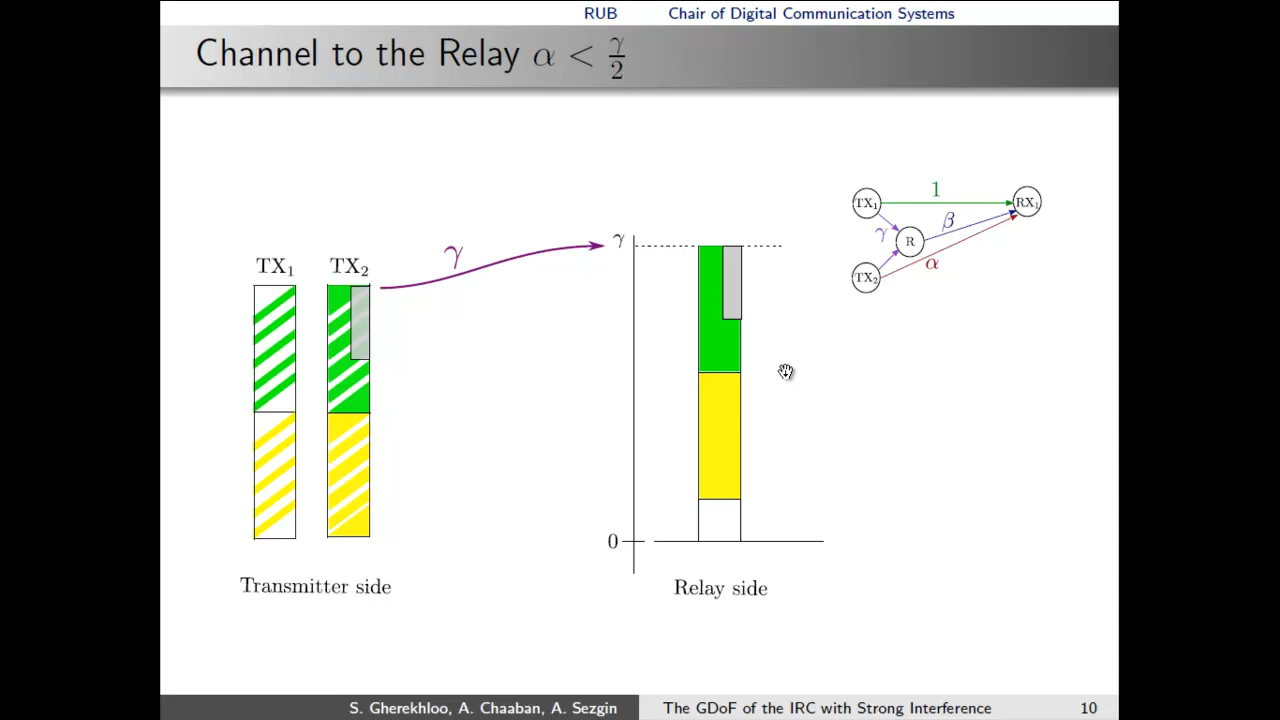 RUB Chair of Digital Communication Systems
Channel to the Relay α < γ/2
1
TX₁ RX₁
β
γ R
α
TX₂
γ
γ
TX₁ TX₂
0
Transmitter side Relay side
S. Gherekhloo, A. Chaaban, A. Sezgin The GDoF of the IRC with Strong Interference 10